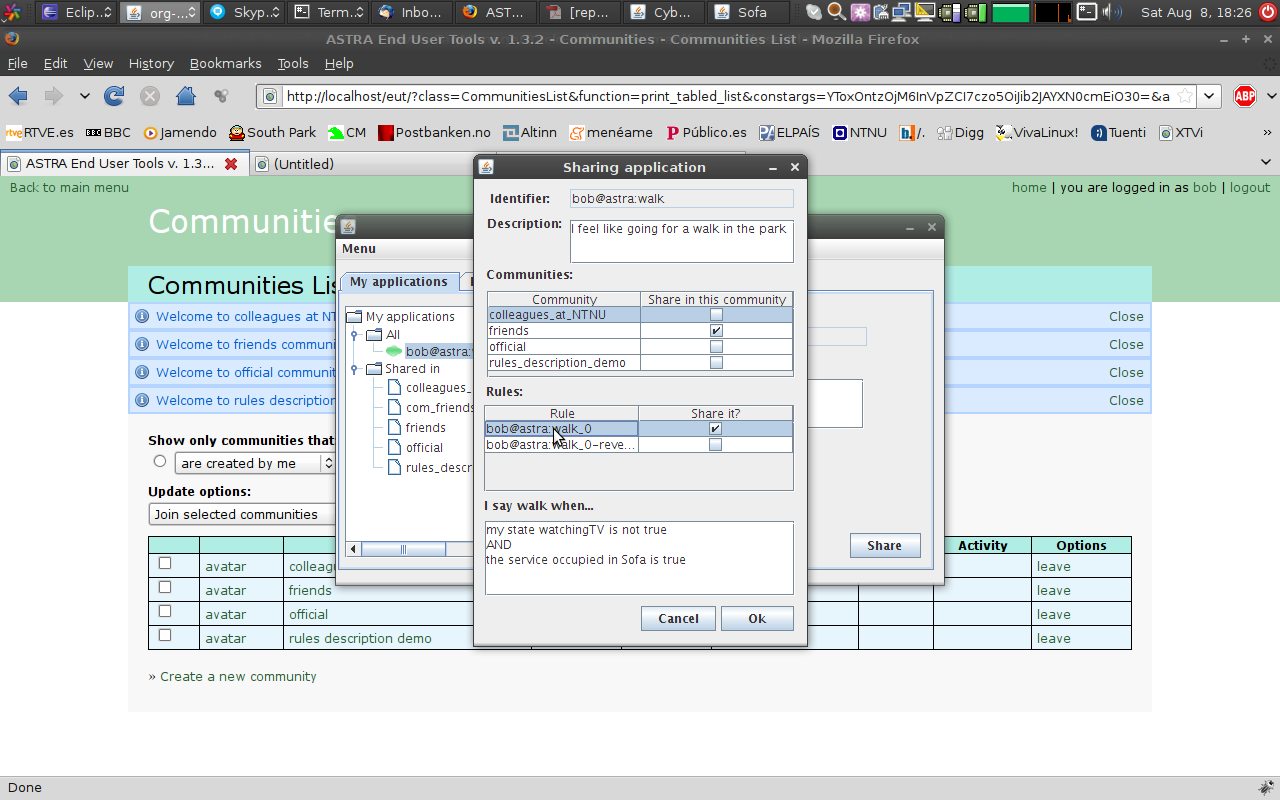 Eclip... org-... Skyp... Term... Inbo... AST... [rep... Cyb... Sofa Sat Aug 8, 18:26
ASTRA End User Tools v. 1.3.2 - Communities - Communities List - Mozilla Firefox
File Edit View History Bookmarks Tools Help
http://localhost/eut/?class=CommunitiesList&function=print_tabled_list&constargs=YToxOntzOjM6InVpZCI7czo5OiJib2JAYXN0cmEiO30=&a ABP
rtve RTVE.es BBC BBC Jamendo South Park CM Postbanken.no Altinn menéame Público.es ELPAÍS NTNU /. Digg VivaLinux! Tuenti XTVi »
ASTRA End User Tools v. 1.3... (Untitled)
Back to main menu
home | you are logged in as bob | logout
Communitie
Communities Lis
Welcome to colleagues at NT Close
Welcome to friends communi Close
Welcome to official communit Close
Welcome to rules description Close
Show only communities that
are created by me
Update options:
Join selected communities
Activity Options
avatar colleagu leave
avatar friends leave
avatar official leave
avatar rules description demo leave
» Create a new community
Done
Menu
My applications
My applications
All
bob@astra:
Shared in
colleagues_
com_friends
friends
official
rules_descr
Share
Sharing application
Identifier: bob@astra:walk
Description: I feel like going for a walk in the park
Communities:
Community Share in this community
colleagues_at_NTNU
friends
official
rules_description_demo
Rules:
Rule Share it?
bob@astra:walk_0
bob@astra:walk_0-reve...
I say walk when...
my state watchingTV is not true
AND
the service occupied in Sofa is true
Cancel Ok